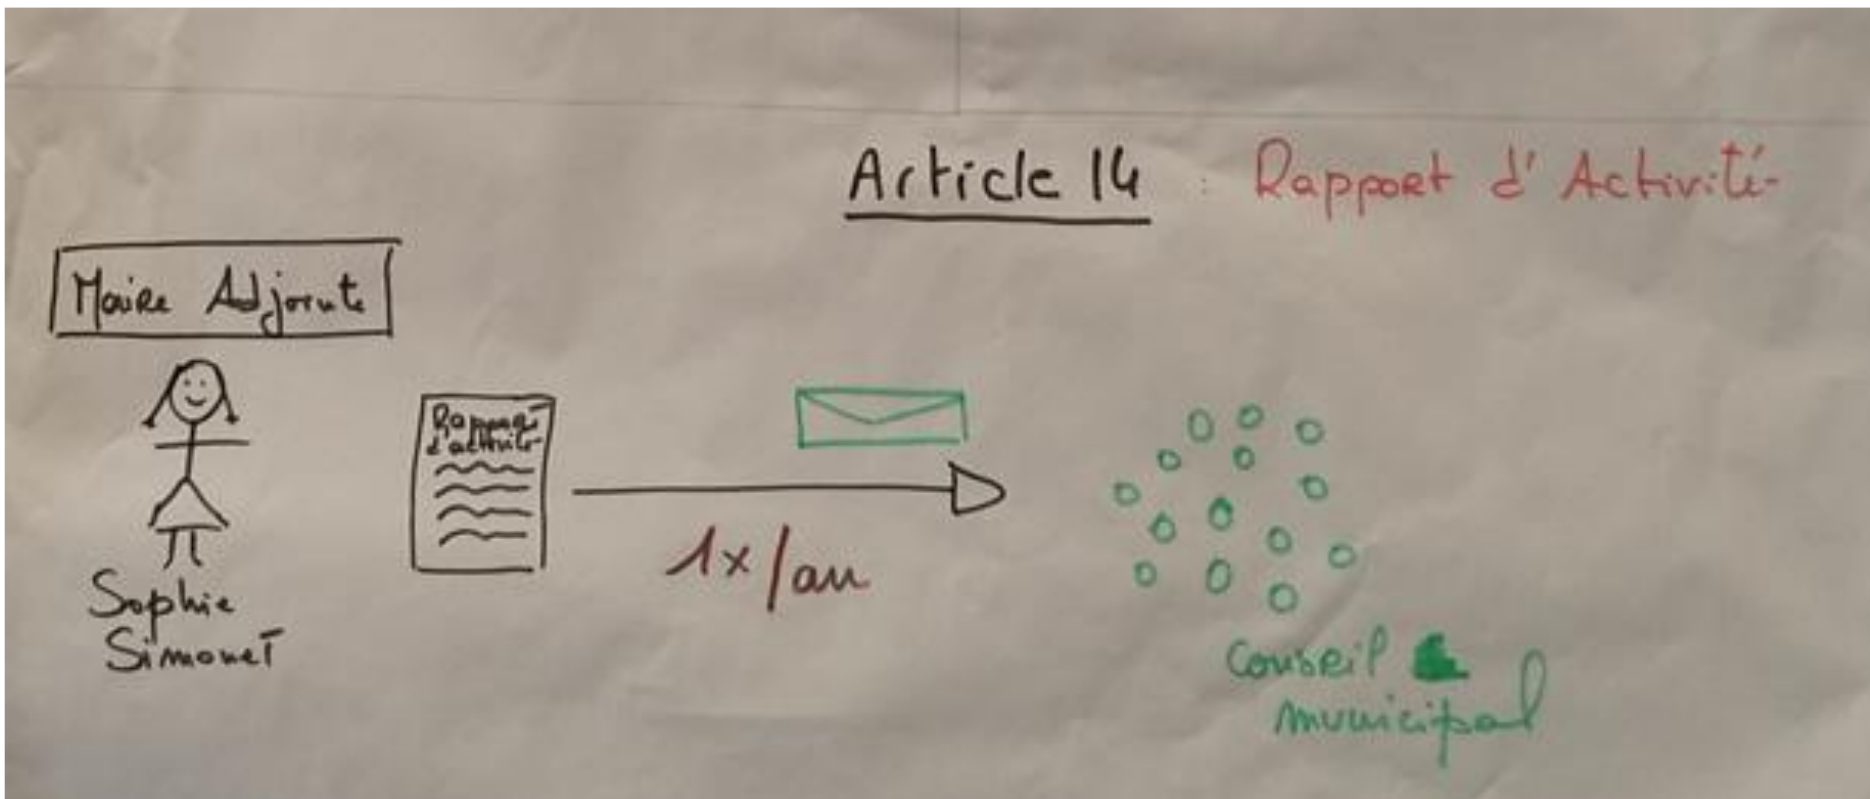 Article 14 : Rapport d'Activité
Maire Adjointe
Rapport
d'activité
1x/an
Sophie
Simonet
Conseil
municipal